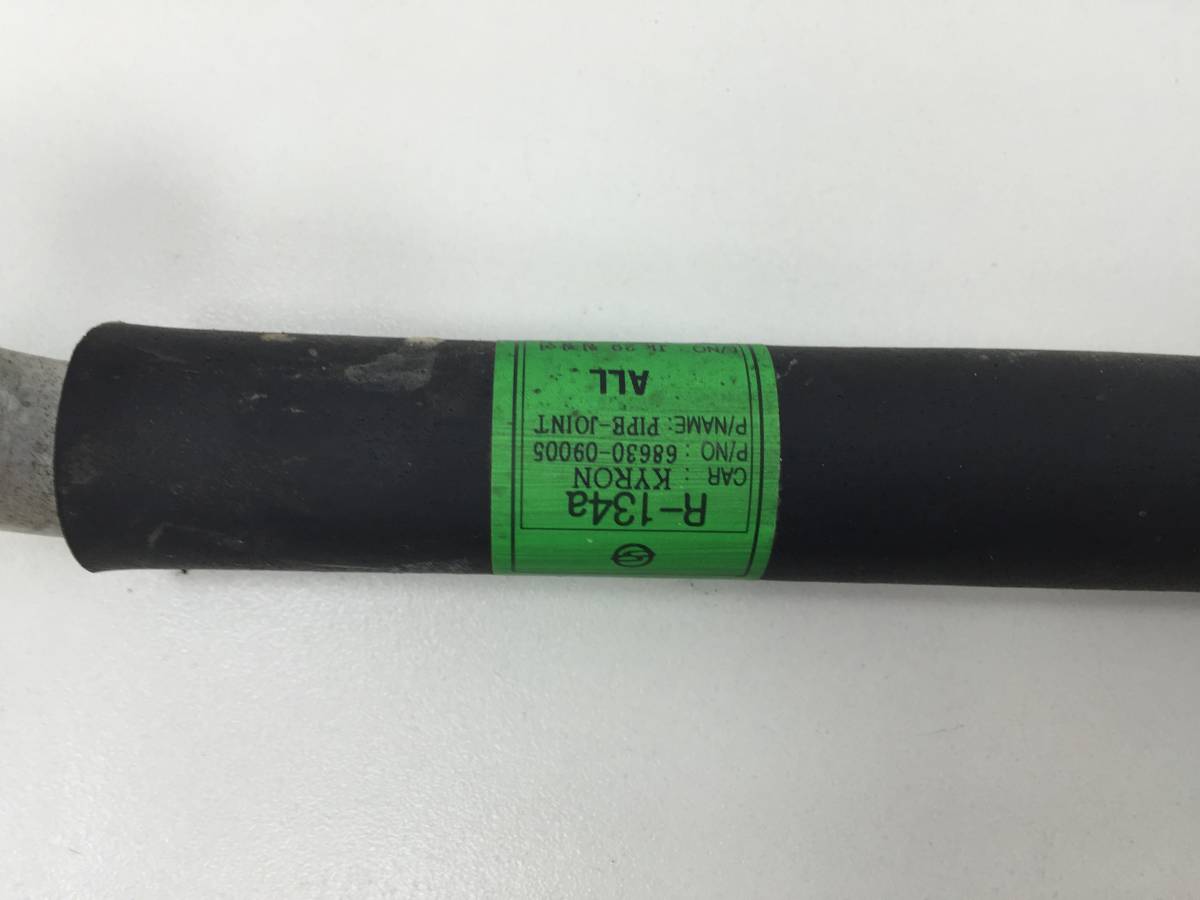 R-134a
CAR : KYRON
P/NO : 68630-09005
P/NAME: PIPB-JOINT
ALL